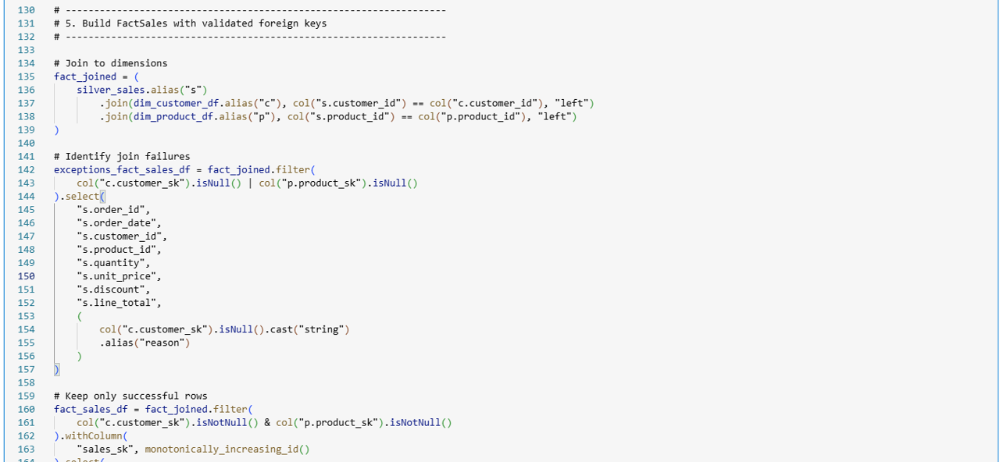 130 # -------------------------------------------------------------------
131 # 5. Build FactSales with validated foreign keys
132 # -------------------------------------------------------------------
133
134 # Join to dimensions
135 fact_joined = (
136     silver_sales.alias("s")
137         .join(dim_customer_df.alias("c"), col("s.customer_id") == col("c.customer_id"), "left")
138         .join(dim_product_df.alias("p"), col("s.product_id") == col("p.product_id"), "left")
139 )
140
141 # Identify join failures
142 exceptions_fact_sales_df = fact_joined.filter(
143     col("c.customer_sk").isNull() | col("p.product_sk").isNull()
144 ).select(
145     "s.order_id",
146     "s.order_date",
147     "s.customer_id",
148     "s.product_id",
149     "s.quantity",
150     "s.unit_price",
151     "s.discount",
152     "s.line_total",
153     (
154         col("c.customer_sk").isNull().cast("string")
155         .alias("reason")
156     )
157 )
158
159 # Keep only successful rows
160 fact_sales_df = fact_joined.filter(
161     col("c.customer_sk").isNotNull() & col("p.product_sk").isNotNull()
162 ).withColumn(
163     "sales_sk", monotonically_increasing_id()
164 ).select(